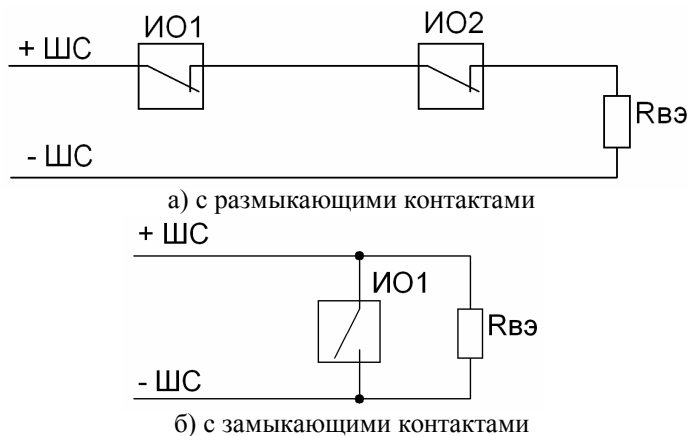 + ШС
ИО1
ИО2
Rвэ
- ШС
а) с размыкающими контактами
+ ШС
ИО1
Rвэ
- ШС
б) с замыкающими контактами